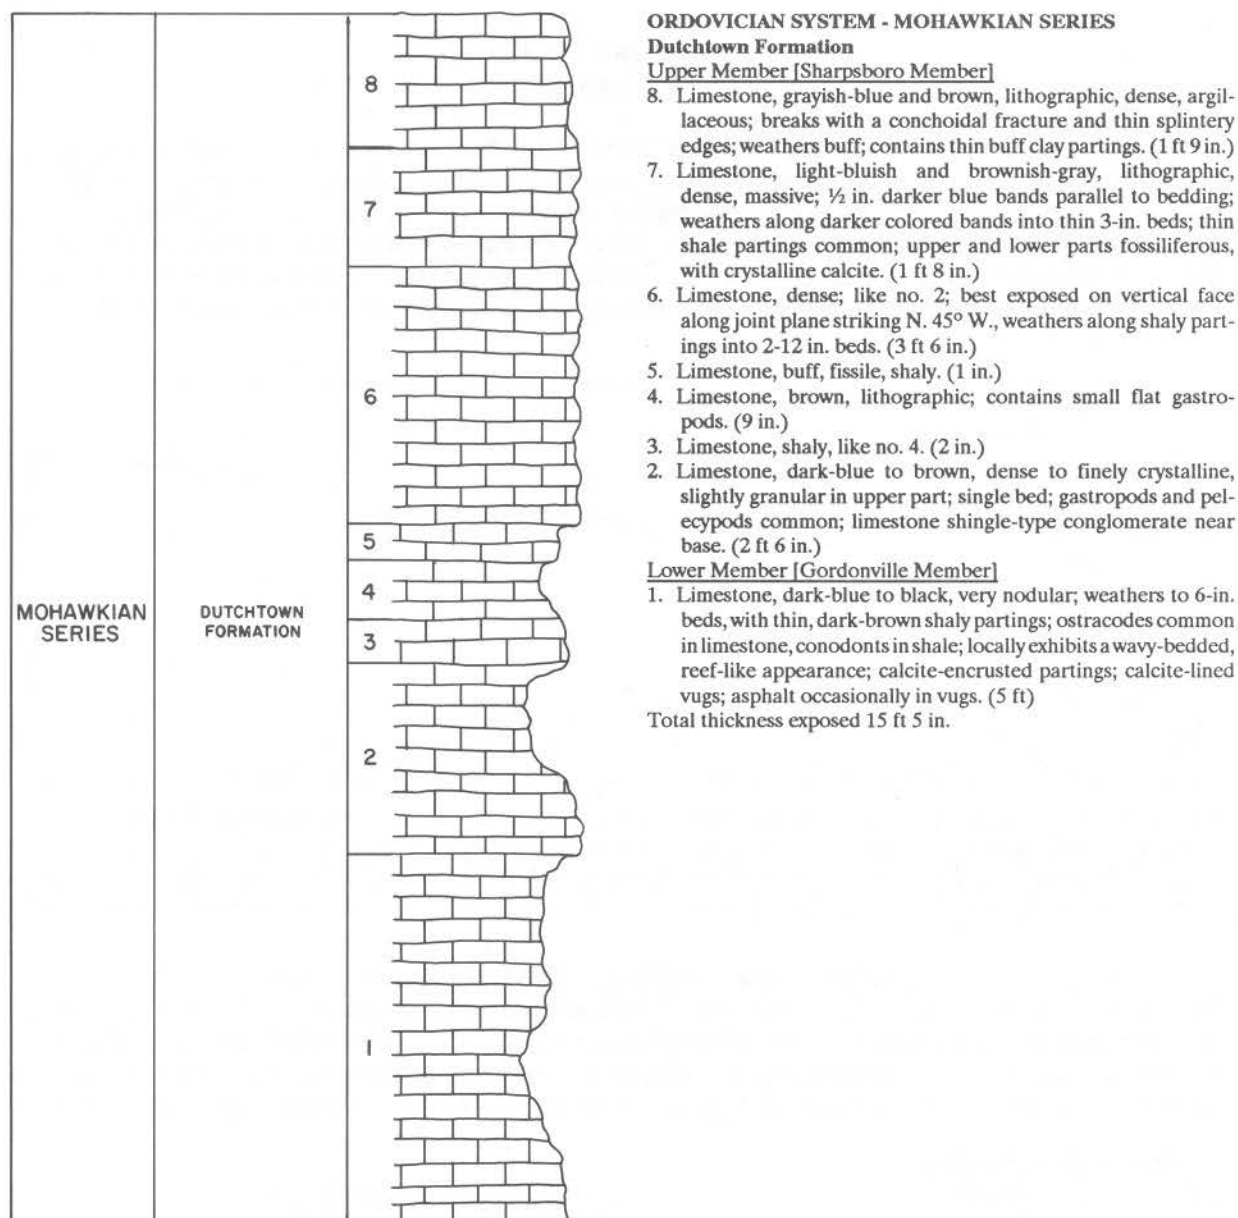 8
7
6
5
4
3
2
1
MOHAWKIAN
SERIES
DUTCHTOWN
FORMATION
ORDOVICIAN SYSTEM - MOHAWKIAN SERIES
Dutchtown Formation
Upper Member [Sharpsboro Member]
8. Limestone, grayish-blue and brown, lithographic, dense, argil-
laceous; breaks with a conchoidal fracture and thin splintery
edges; weathers buff; contains thin buff clay partings. (1 ft 9 in.)
7. Limestone, light-bluish and brownish-gray, lithographic,
dense, massive; ½ in. darker blue bands parallel to bedding;
weathers along darker colored bands into thin 3-in. beds; thin
shale partings common; upper and lower parts fossiliferous,
with crystalline calcite. (1 ft 8 in.)
6. Limestone, dense; like no. 2; best exposed on vertical face
along joint plane striking N. 45° W., weathers along shaly part-
ings into 2-12 in. beds. (3 ft 6 in.)
5. Limestone, buff, fissile, shaly. (1 in.)
4. Limestone, brown, lithographic; contains small flat gastro-
pods. (9 in.)
3. Limestone, shaly, like no. 4. (2 in.)
2. Limestone, dark-blue to brown, dense to finely crystalline,
slightly granular in upper part; single bed; gastropods and pel-
ecypods common; limestone shingle-type conglomerate near
base. (2 ft 6 in.)
Lower Member [Gordonville Member]
1. Limestone, dark-blue to black, very nodular; weathers to 6-in.
beds, with thin, dark-brown shaly partings; ostracodes common
in limestone, conodonts in shale; locally exhibits a wavy-bedded,
reef-like appearance; calcite-encrusted partings; calcite-lined
vugs; asphalt occasionally in vugs. (5 ft)
Total thickness exposed 15 ft 5 in.